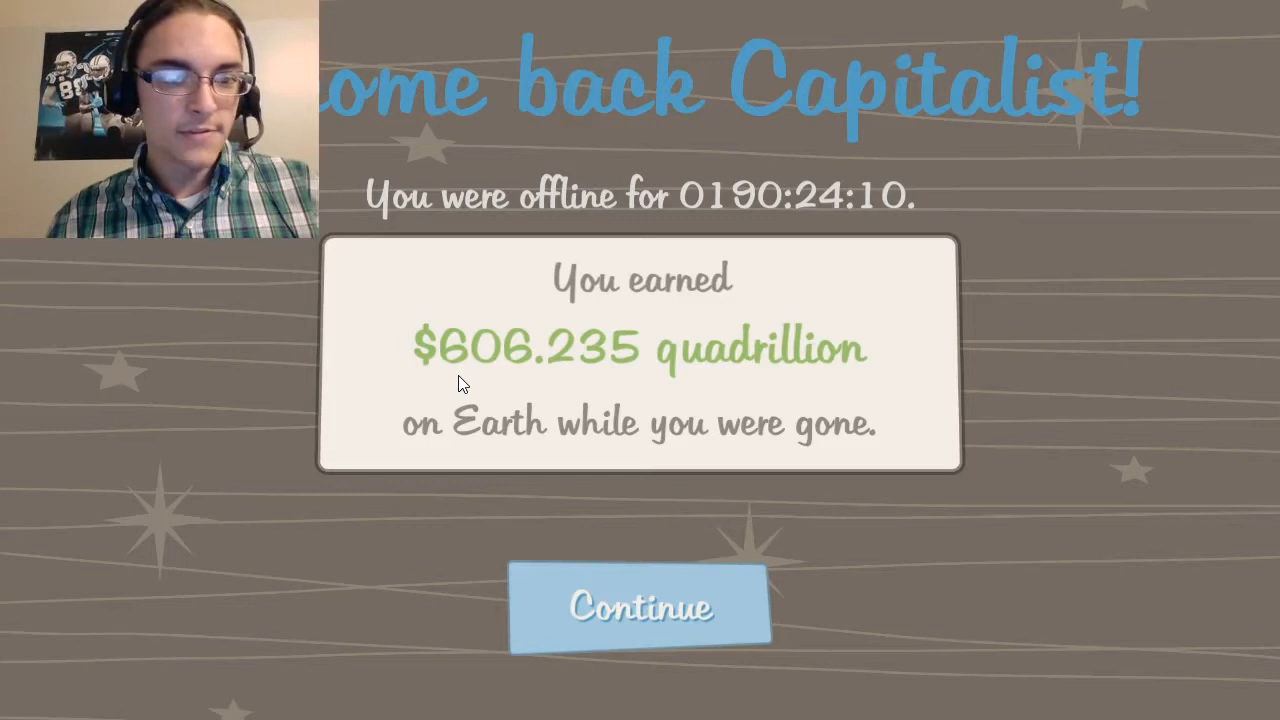 ome back Capitalist!
You were offline for 0190:24:10.
You earned
$606.235 quadrillion
on Earth while you were gone.
Continue